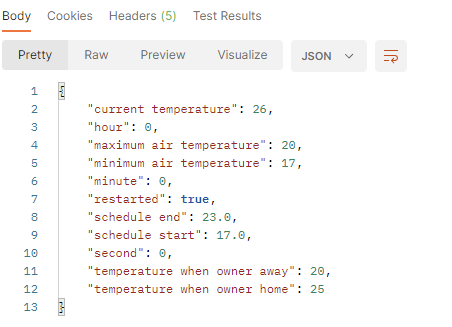 Body Cookies Headers (5) Test Results
Pretty Raw Preview Visualize JSON
1 {
2 "current temperature": 26,
3 "hour": 0,
4 "maximum air temperature": 20,
5 "minimum air temperature": 17,
6 "minute": 0,
7 "restarted": true,
8 "schedule end": 23.0,
9 "schedule start": 17.0,
10 "second": 0,
11 "temperature when owner away": 20,
12 "temperature when owner home": 25
13 }